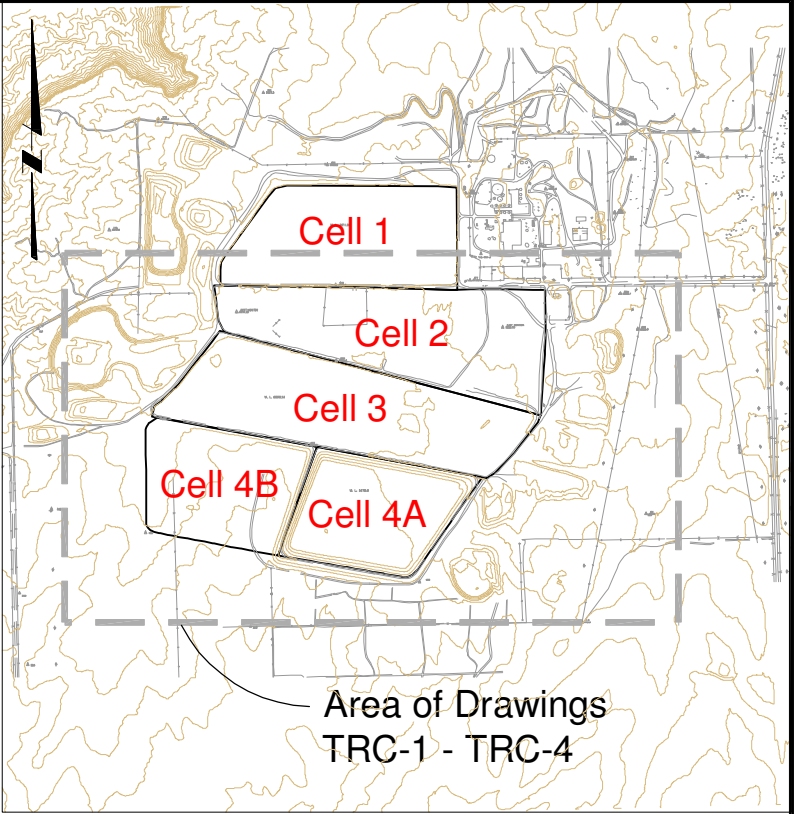 Cell 1
Cell 2
Cell 3
Cell 4B
Cell 4A
Area of Drawings
TRC-1 - TRC-4